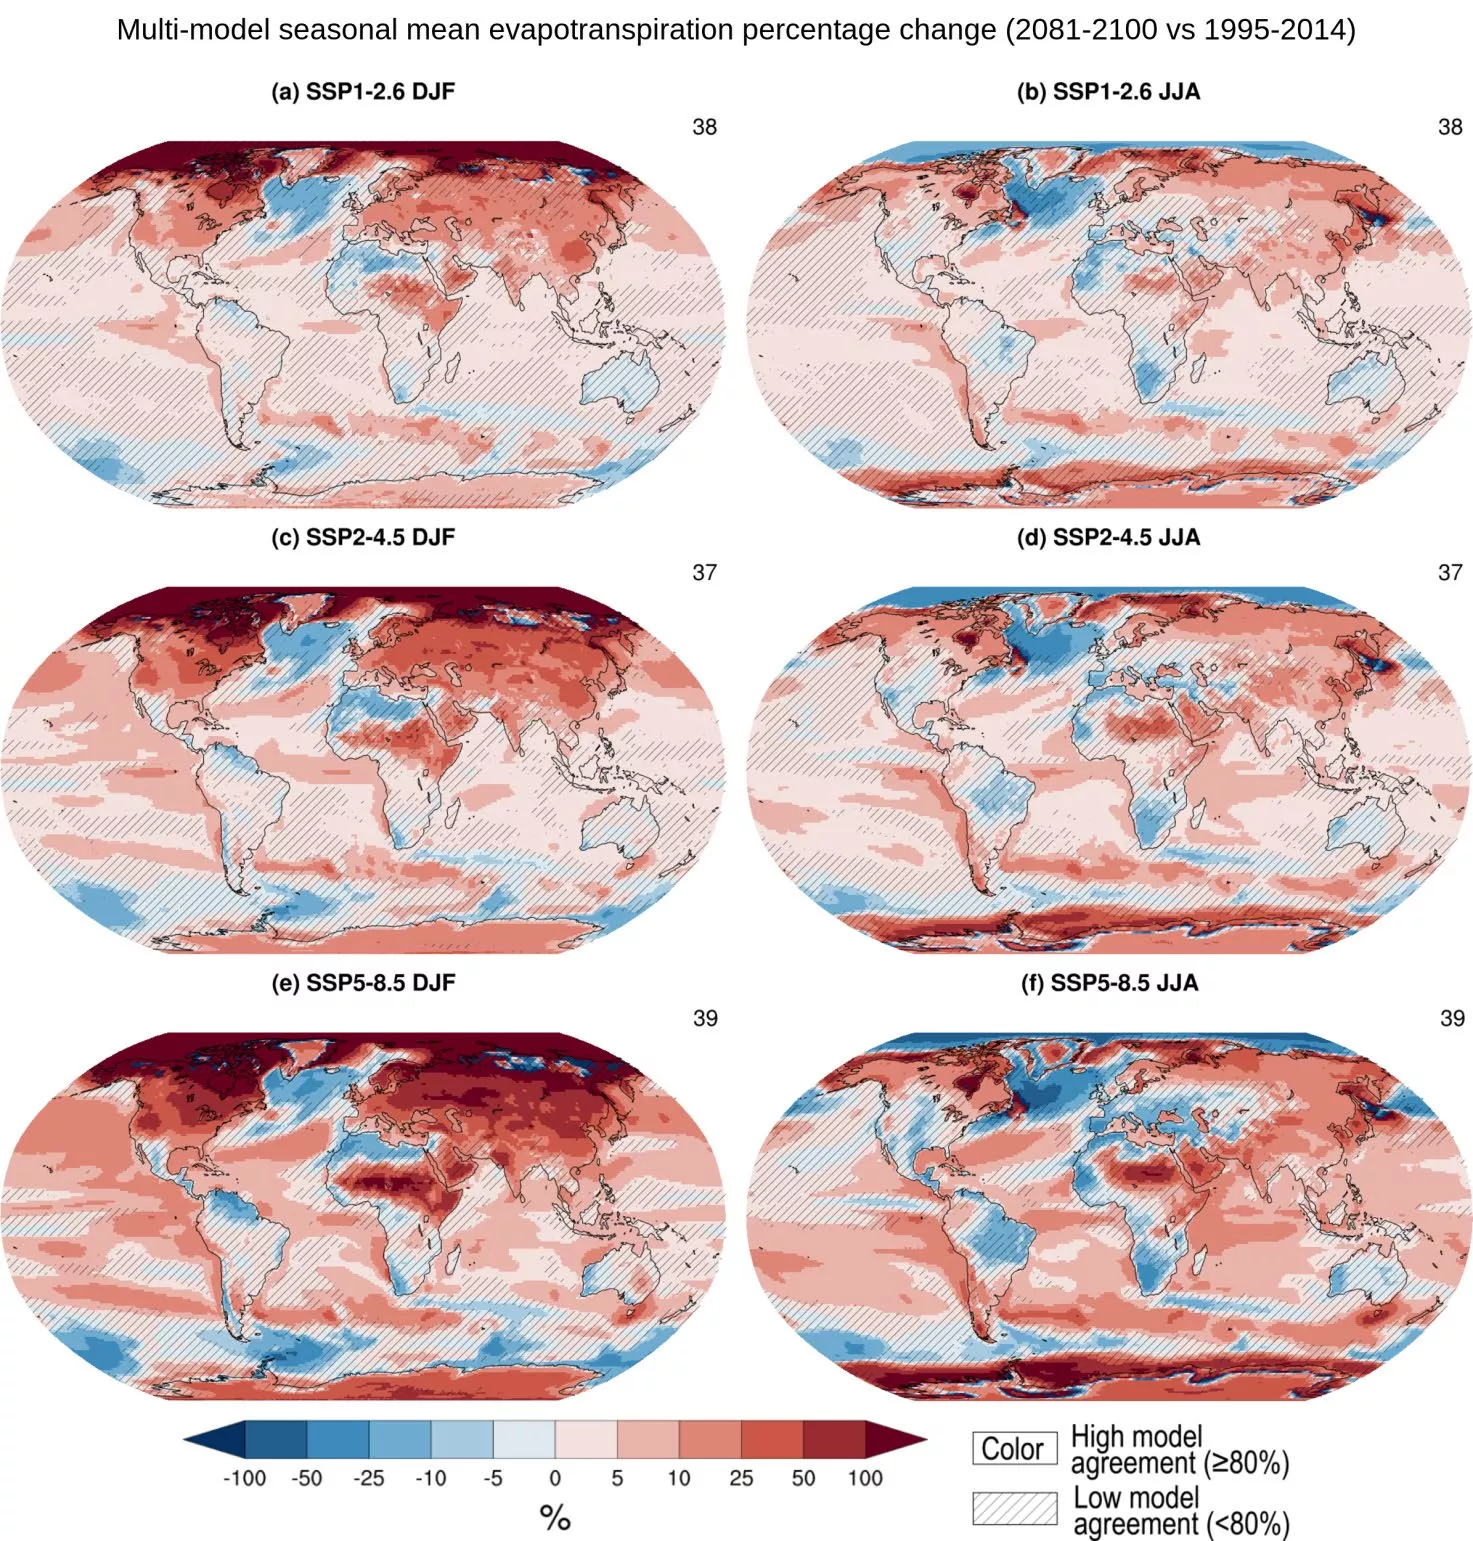 Multi-model seasonal mean evapotranspiration percentage change (2081-2100 vs 1995-2014)
(a) SSP1-2.6 DJF
38
(b) SSP1-2.6 JJA
38
(c) SSP2-4.5 DJF
37
(d) SSP2-4.5 JJA
37
(e) SSP5-8.5 DJF
39
(f) SSP5-8.5 JJA
39
-100 -50 -25 -10 -5 0 5 10 25 50 100
%
Color
High model
agreement (≥80%)
Low model
agreement (<80%)